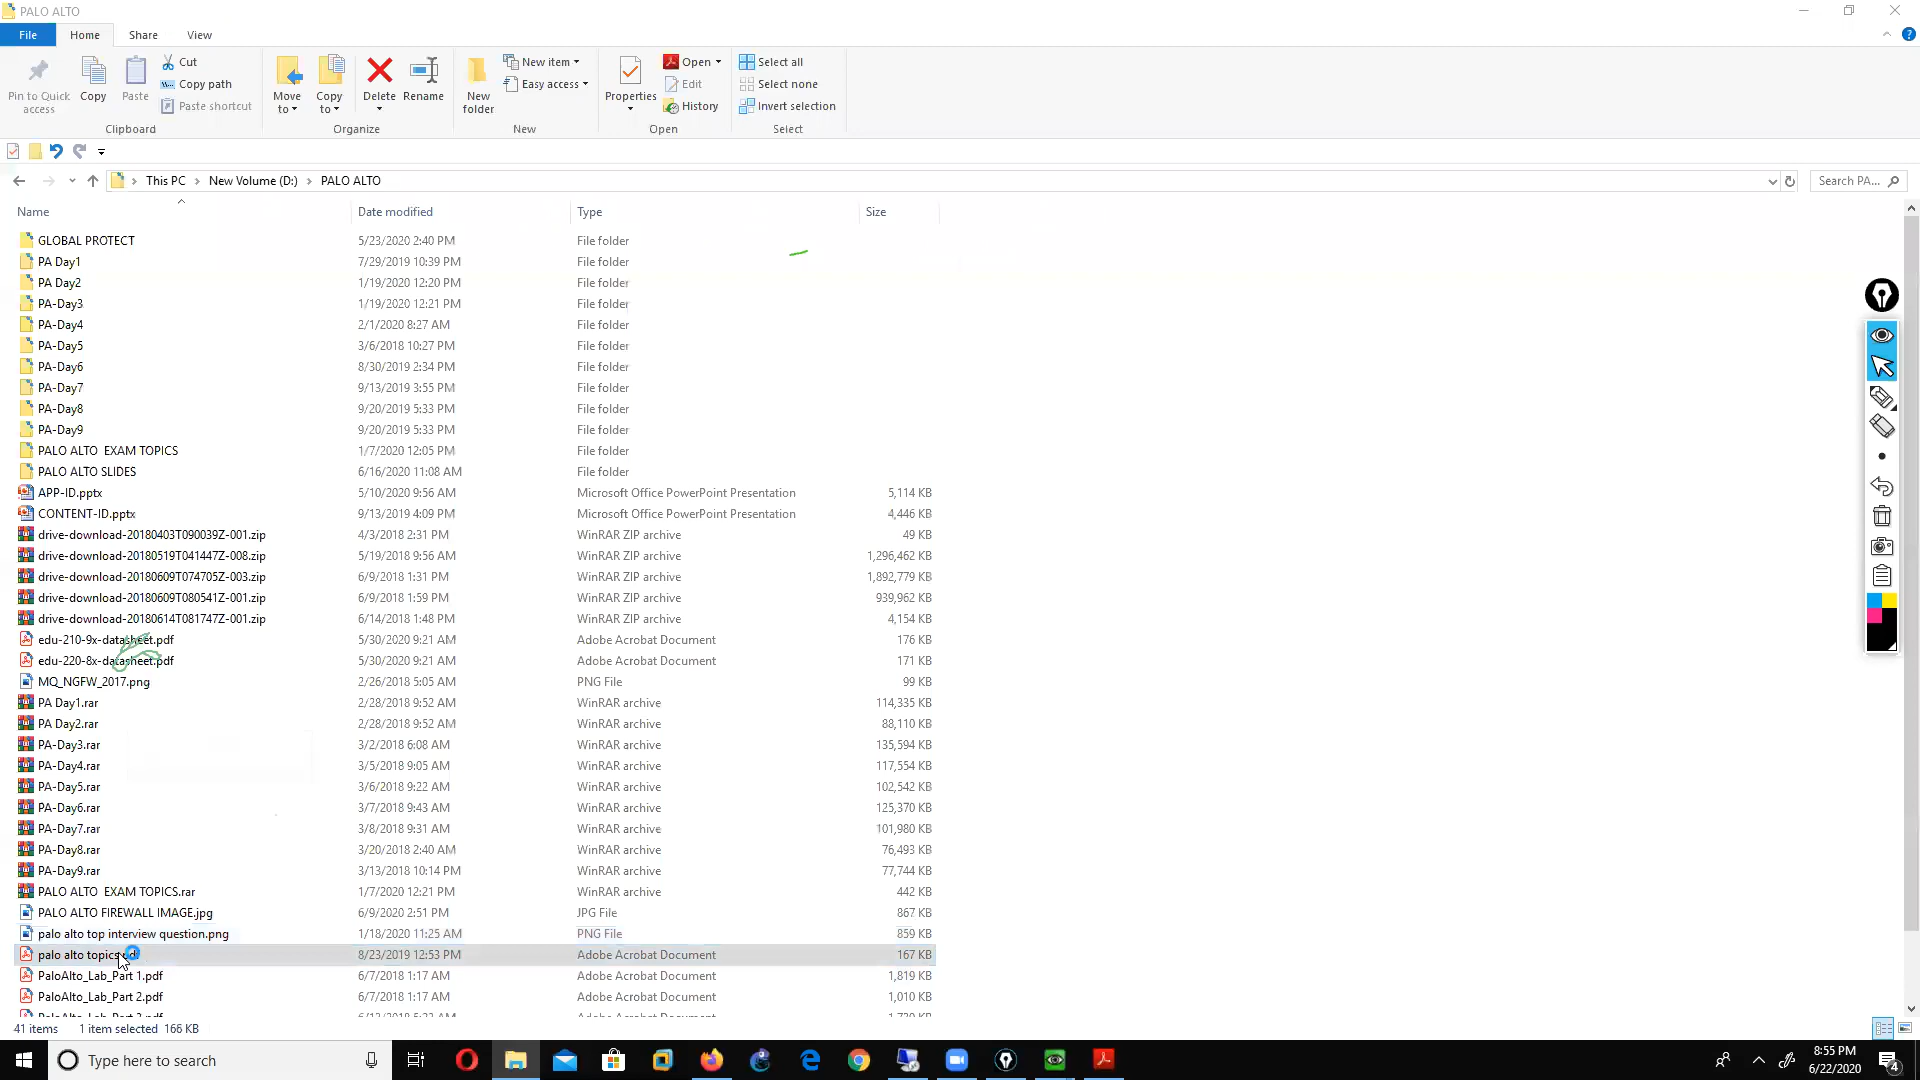 PALO ALTO
File Home Share View
Pin to Quick access
Copy
Paste
Cut
Copy path
Paste shortcut
Clipboard
Move to
Copy to
Delete
Rename
Organize
New folder
New item
Easy access
New
Properties
Open
Edit
History
Open
Select all
Select none
Invert selection
Select
This PC New Volume (D:) PALO ALTO
Search PA...
Name Date modified Type Size
GLOBAL PROTECT 5/23/2020 2:40 PM File folder
PA Day1 7/29/2019 10:39 PM File folder
PA Day2 1/19/2020 12:20 PM File folder
PA-Day3 1/19/2020 12:21 PM File folder
PA-Day4 2/1/2020 8:27 AM File folder
PA-Day5 3/6/2018 10:27 PM File folder
PA-Day6 8/30/2019 2:34 PM File folder
PA-Day7 9/13/2019 3:55 PM File folder
PA-Day8 9/20/2019 5:33 PM File folder
PA-Day9 9/20/2019 5:33 PM File folder
PALO ALTO  EXAM TOPICS 1/7/2020 12:05 PM File folder
PALO ALTO SLIDES 6/16/2020 11:08 AM File folder
APP-ID.pptx 5/10/2020 9:56 AM Microsoft Office PowerPoint Presentation 5,114 KB
CONTENT-ID.pptx 9/13/2019 4:09 PM Microsoft Office PowerPoint Presentation 4,446 KB
drive-download-20180403T090039Z-001.zip 4/3/2018 2:31 PM WinRAR ZIP archive 49 KB
drive-download-20180519T041447Z-008.zip 5/19/2018 9:56 AM WinRAR ZIP archive 1,296,462 KB
drive-download-20180609T074705Z-003.zip 6/9/2018 1:31 PM WinRAR ZIP archive 1,892,779 KB
drive-download-20180609T080541Z-001.zip 6/9/2018 1:59 PM WinRAR ZIP archive 939,962 KB
drive-download-20180614T081747Z-001.zip 6/14/2018 1:48 PM WinRAR ZIP archive 4,154 KB
edu-210-9x-datasheet.pdf 5/30/2020 9:21 AM Adobe Acrobat Document 176 KB
edu-220-8x-datasheet.pdf 5/30/2020 9:21 AM Adobe Acrobat Document 171 KB
MQ_NGFW_2017.png 2/26/2018 5:05 AM PNG File 99 KB
PA Day1.rar 2/28/2018 9:52 AM WinRAR archive 114,335 KB
PA Day2.rar 2/28/2018 9:52 AM WinRAR archive 88,110 KB
PA-Day3.rar 3/2/2018 6:08 AM WinRAR archive 135,594 KB
PA-Day4.rar 3/5/2018 9:05 AM WinRAR archive 117,554 KB
PA-Day5.rar 3/6/2018 9:22 AM WinRAR archive 102,542 KB
PA-Day6.rar 3/7/2018 9:43 AM WinRAR archive 125,370 KB
PA-Day7.rar 3/8/2018 9:31 AM WinRAR archive 101,980 KB
PA-Day8.rar 3/20/2018 2:40 AM WinRAR archive 76,493 KB
PA-Day9.rar 3/13/2018 10:14 PM WinRAR archive 77,744 KB
PALO ALTO  EXAM TOPICS.rar 1/7/2020 12:21 PM WinRAR archive 442 KB
PALO ALTO FIREWALL IMAGE.jpg 6/9/2020 2:51 PM JPG File 867 KB
palo alto top interview question.png 1/18/2020 11:25 AM PNG File 859 KB
palo alto topics 8/23/2019 12:53 PM Adobe Acrobat Document 167 KB
PaloAlto_Lab_Part 1.pdf 6/7/2018 1:17 AM Adobe Acrobat Document 1,819 KB
PaloAlto_Lab_Part 2.pdf 6/7/2018 1:17 AM Adobe Acrobat Document 1,010 KB
41 items 1 item selected 166 KB
Type here to search
8:55 PM
6/22/2020
4